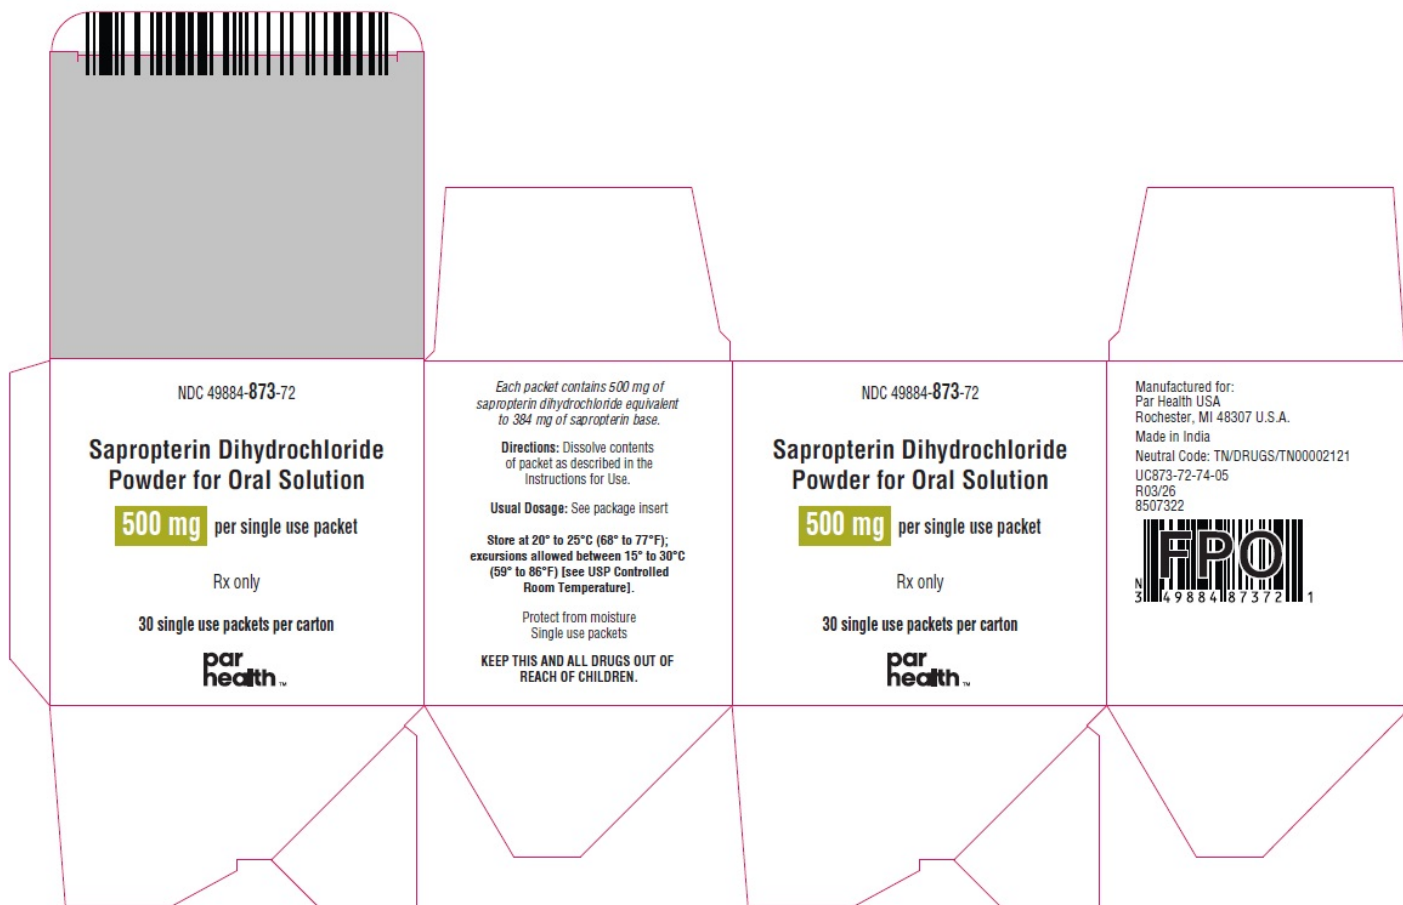 NDC 49884-873-72
Sapropterin Dihydrochloride
Powder for Oral Solution
500 mg per single use packet
Rx only
30 single use packets per carton
par
health™
Each packet contains 500 mg of
sapropterin dihydrochloride equivalent
to 384 mg of sapropterin base.
Directions: Dissolve contents
of packet as described in the
Instructions for Use.
Usual Dosage: See package insert
Store at 20° to 25°C (68° to 77°F);
excursions allowed between 15° to 30°C
(59° to 86°F) [see USP Controlled
Room Temperature].
Protect from moisture
Single use packets
KEEP THIS AND ALL DRUGS OUT OF
REACH OF CHILDREN.
NDC 49884-873-72
Sapropterin Dihydrochloride
Powder for Oral Solution
500 mg per single use packet
Rx only
30 single use packets per carton
par
health™
Manufactured for:
Par Health USA
Rochester, MI 48307 U.S.A.
Made in India
Neutral Code: TN/DRUGS/TN00002121
UC873-72-74-05
R03/26
8507322
FPO
N
3 49884 87372 1